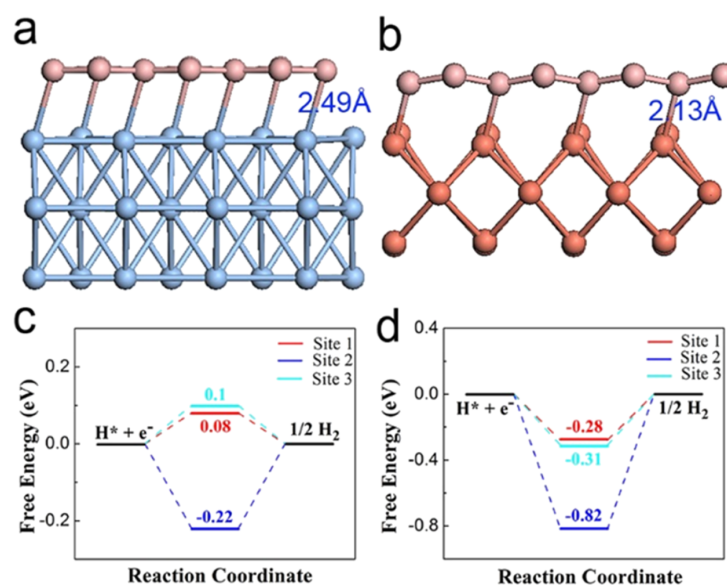 a
b
2.49Å
2.13Å
c
d
Free Energy (eV)
0.2
0.0
-0.2
Site 1
Site 2
Site 3
0.1
0.08
H* + e-
1/2 H2
-0.22
Reaction Coordinate
Free Energy (eV)
0.4
0.0
-0.4
-0.8
Site 1
Site 2
Site 3
H* + e-
1/2 H2
-0.28
-0.31
-0.82
Reaction Coordinate